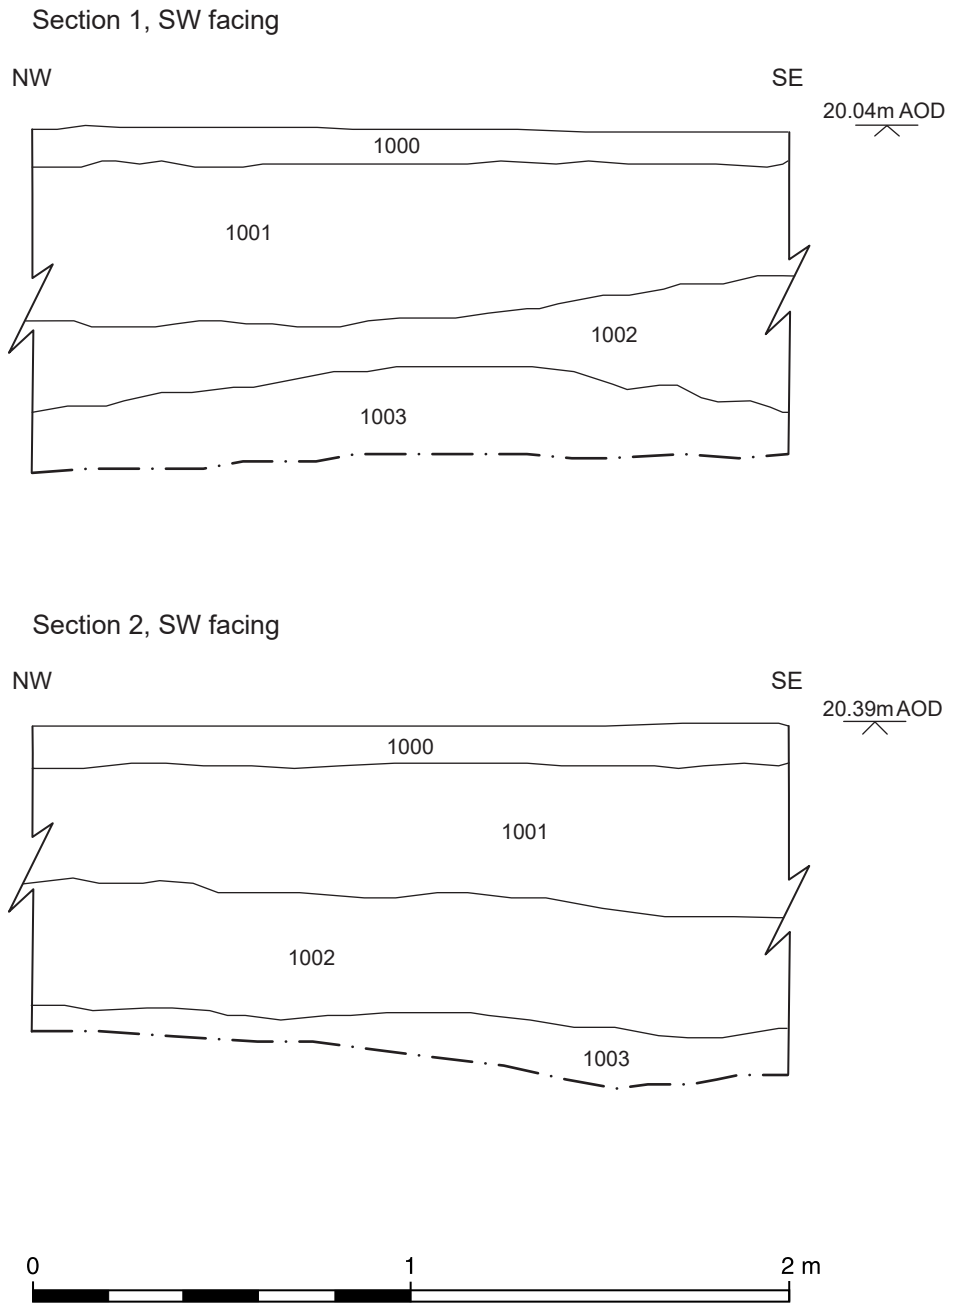 Section 1, SW facing
NW SE
20.04m AOD
1000
1001
1002
1003
Section 2, SW facing
NW SE
20.39m AOD
1000
1001
1002
1003
0 1 2 m